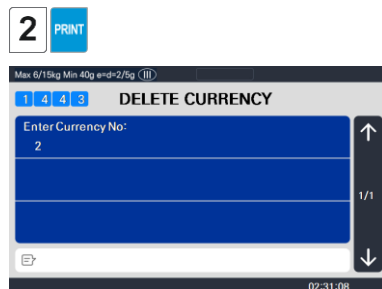 2 PRINT
Max 6/15kg Min 40g e=d=2/5g III
1 4 4 3 DELETE CURRENCY
Enter Currency No:
2
1/1
02:31:08